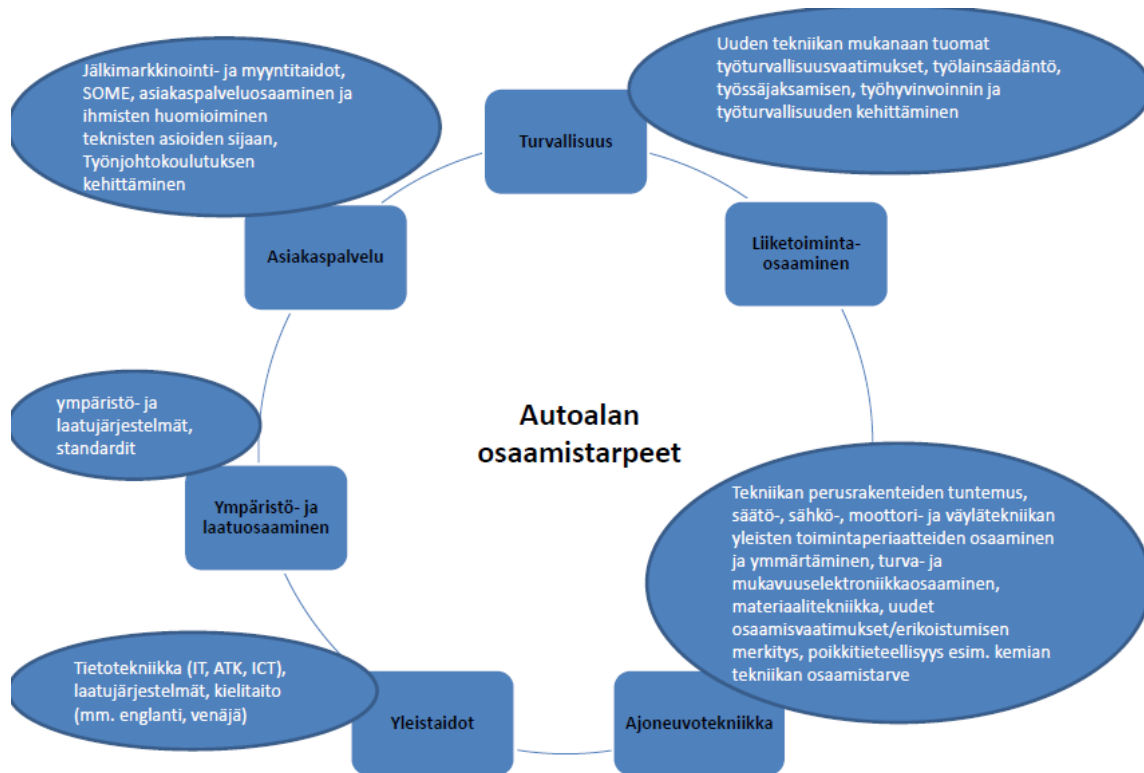 Jälkimarkkinointi- ja myyntitaidot,
SOME, asiakaspalveluosaaminen ja
ihmisten huomioiminen
teknisten asioiden sijaan,
Työnjohtokoulutuksen
kehittäminen
Uuden tekniikan mukanaan tuomat
työturvallisuusvaatimukset, työlainsäädäntö,
työssäjaksamisen, työhyvinvoinnin ja
työturvallisuuden kehittäminen
Turvallisuus
Asiakaspalvelu
Liiketoiminta-
osaaminen
ympäristö- ja
laatujärjestelmät,
standardit
Autoalan
osaamistarpeet
Ympäristö- ja
laatuosaaminen
Tekniikan perusrakenteiden tuntemus,
säätö-, sähkö-, moottori- ja väylätekniikan
yleisten toimintaperiaatteiden osaaminen
ja ymmärtäminen, turva- ja
mukavuuselektroniikkaosaaminen,
materiaalitekniikka, uudet
osaamisvaatimukset/erikoistumisen
merkitys, poikkitieteellisyys esim. kemian
tekniikan osaamistarve
Tietotekniikka (IT, ATK, ICT),
laatujärjestelmät, kielitaito
(mm. englanti, venäjä)
Yleistaidot
Ajoneuvotekniikka